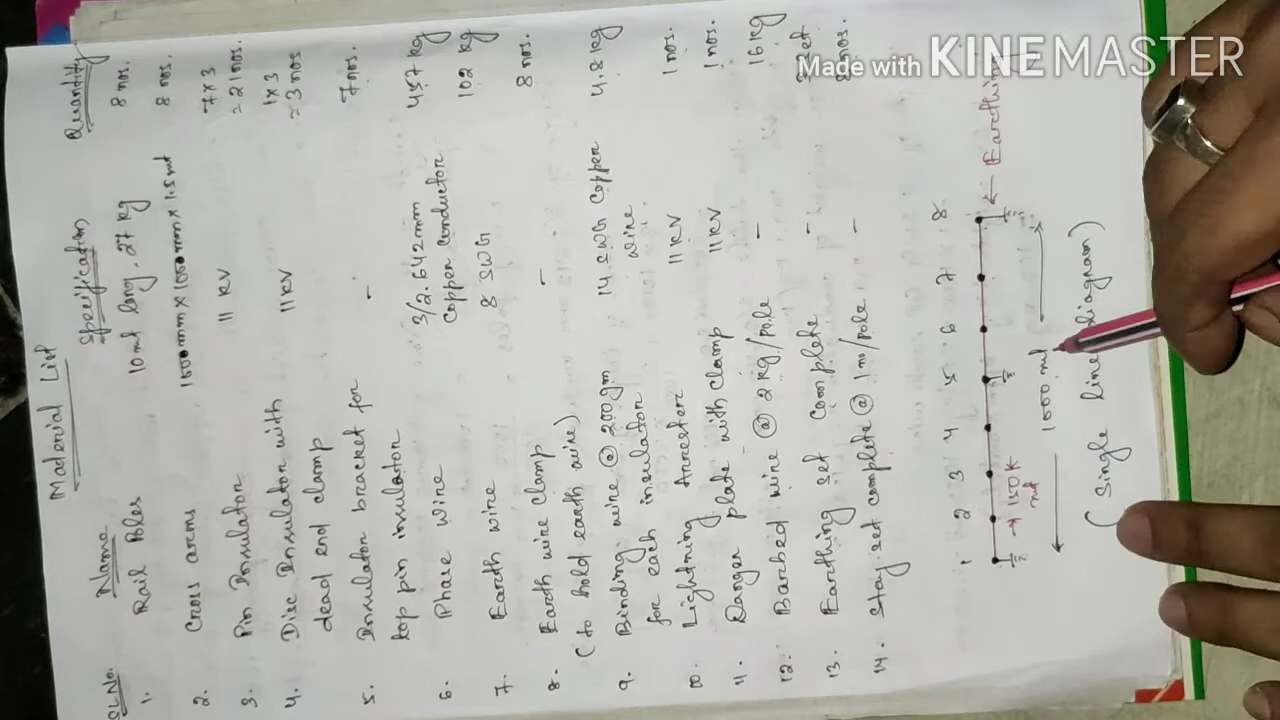 Made with KINEMASTER
Material List
SL No. Name Specification Quantity
1. Rail Poles 10 mt long. 27 kg 8 nos.
2. Cross arms 1500mm x 1000mm x 1.5mt 8 nos.
3. Pin Insulator 11 KV 7x3
= 21 nos.
4. Disc Insulator with 11 KV 1x3
dead end clamp = 3 nos
5. Insulator bracket for - 7 nos.
top pin insulator
6. Phase wire 3/2.642mm 457 kg
Copper Conductor
7. Earth wire 8 SWG 102 kg
8. Earth wire clamp - 8 nos.
(to hold earth wire)
9. Binding wire @ 200gm 14 SWG Copper 4.8 kg
for each insulator wire.
10. Lightning Arrestor 11 KV 1 nos.
11. Danger plate with clamp 11 KV 1 nos.
12. Barbed wire @ 2 kg/pole - 16 kg
13. Earthing set complete - set
14. Stay set complete @ 1 no/pole - nos.
1 2 3 4 5 6 7 8
→ 150 mt
← Earthing
1000 mt
(Single line diagram)